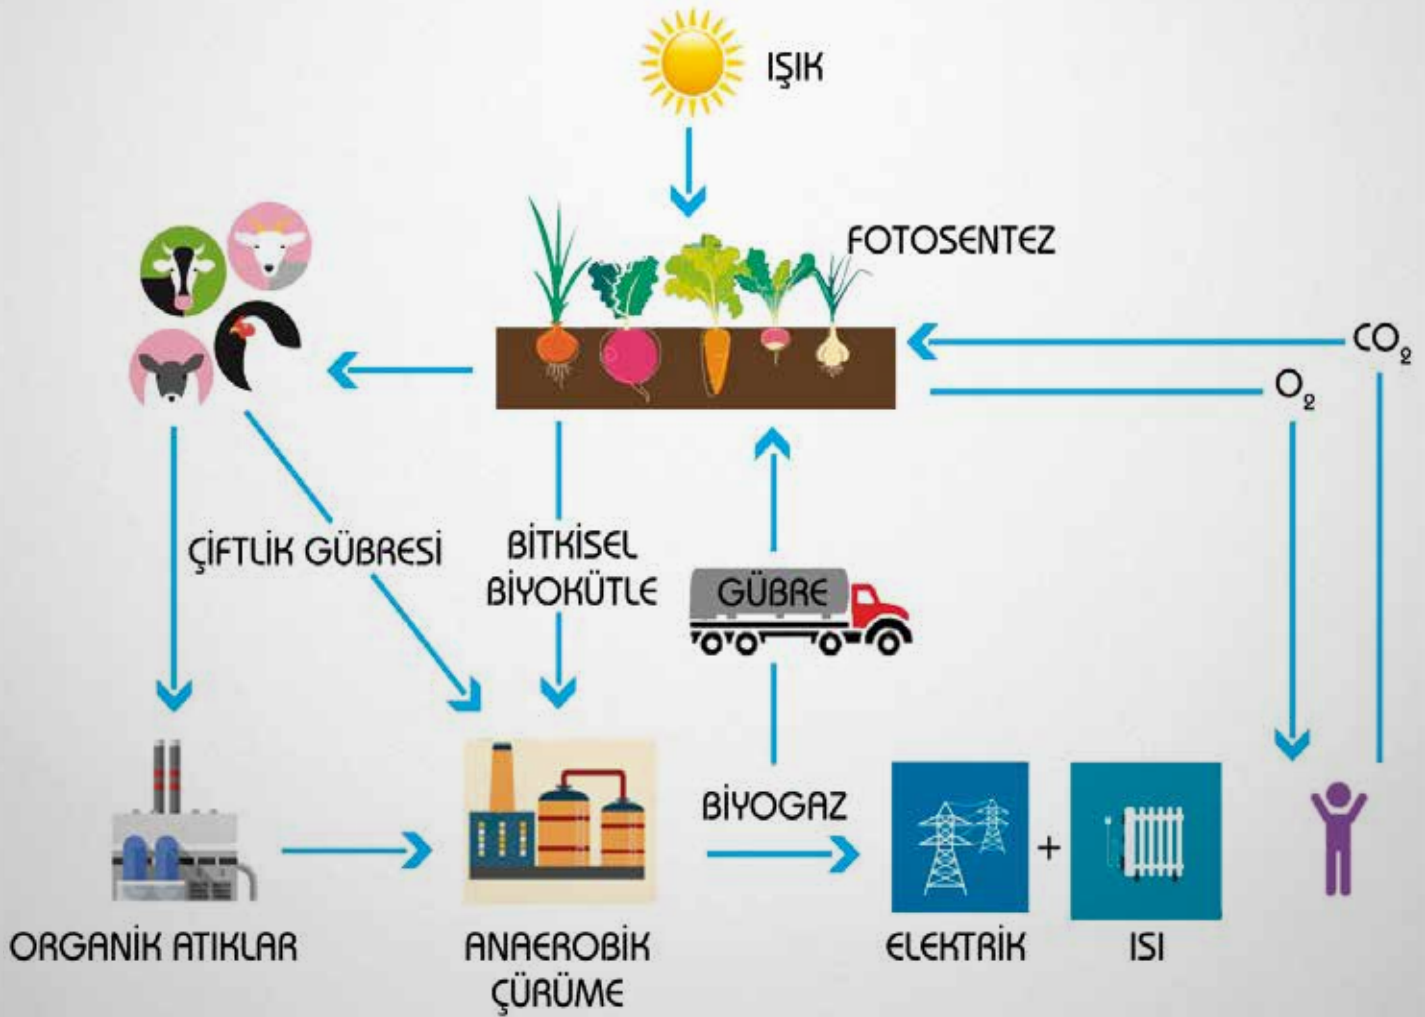 IŞIK
FOTOSENTEZ
CO₂
O₂
ÇİFTLİK GÜBRESİ
BİTKİSEL
BİYOKÜTLE
GÜBRE
BİYOGAZ
+
ORGANİK ATIKLAR
ANAEROBİK
ÇÜRÜME
ELEKTRİK
ISI